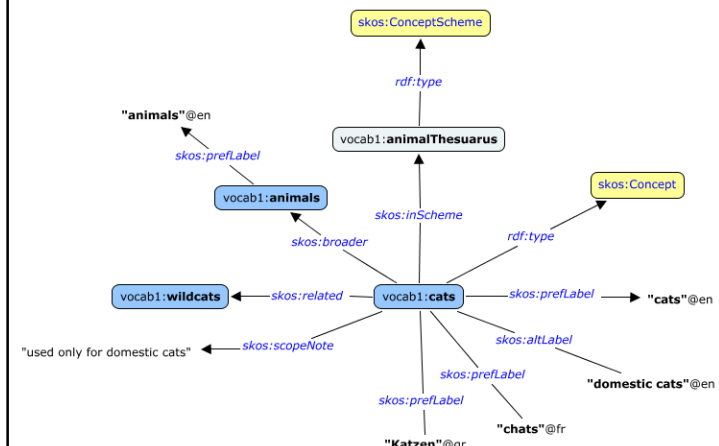 skos:ConceptScheme
rdf:type
"animals"@en
vocab1:animalThesuarus
skos:prefLabel
skos:Concept
vocab1:animals
skos:inScheme
rdf:type
skos:broader
vocab1:wildcats
skos:related
vocab1:cats
skos:prefLabel
"cats"@en
skos:altLabel
"used only for domestic cats"
skos:scopeNote
skos:prefLabel
"domestic cats"@en
skos:prefLabel
"chats"@fr
"Katzen"@gr